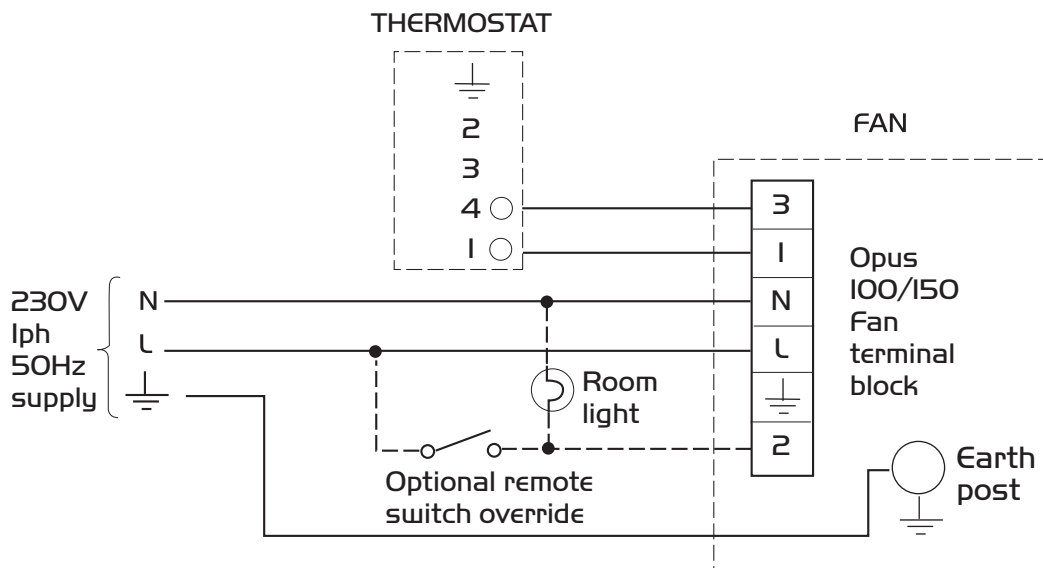 THERMOSTAT
2
3
4
1
FAN
3
1
N
L
2
Opus
100/150
Fan
terminal
block
230V
1ph
50Hz
supply
N
L
Room
light
Optional remote
switch override
Earth
post